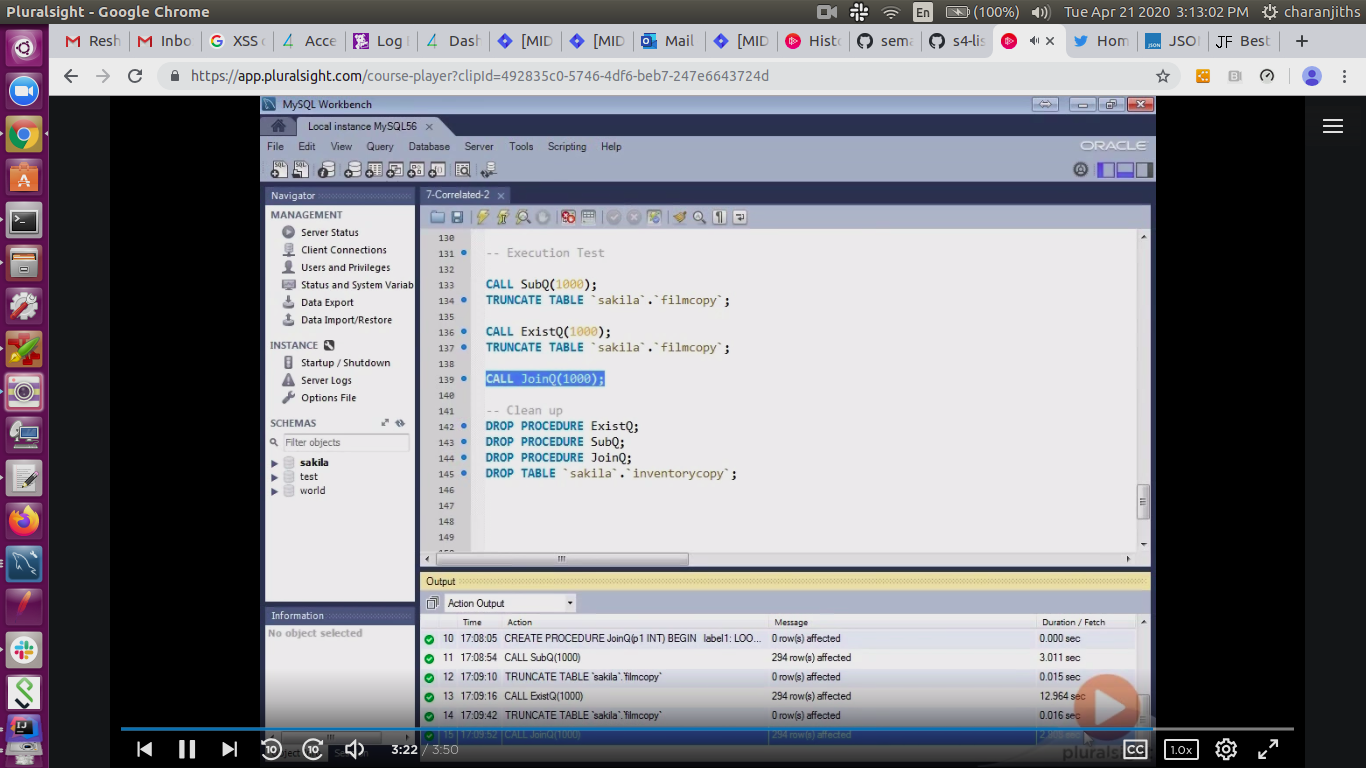 Pluralsight - Google Chrome
En
(100%)
Tue Apr 21 2020 3:13:02 PM
charanjiths
Resh
Inbo
XSS
Acce
Log
Dash
[MID
[MID
Mail
[MID
Histo
sema
s4-lis
Hom
JSON
JSO
JF
Best
https://app.pluralsight.com/course-player?clipId=492835c0-5746-4df6-beb7-247e6643724d
MySQL Workbench
Local instance MySQL56
File Edit View Query Database Server Tools Scripting Help
ORACLE
Navigator
MANAGEMENT
Server Status
Client Connections
Users and Privileges
Status and System Variab
Data Export
Data Import/Restore
INSTANCE
Startup / Shutdown
Server Logs
Options File
SCHEMAS
Filter objects
sakila
test
world
Information
No object selected
7-Correlated-2
130
131 -- Execution Test
132
133 CALL SubQ(1000);
134 TRUNCATE TABLE `sakila`.`filmcopy`;
135
136 CALL ExistQ(1000);
137 TRUNCATE TABLE `sakila`.`filmcopy`;
138
139 CALL JoinQ(1000);
140
141 -- Clean up
142 DROP PROCEDURE ExistQ;
143 DROP PROCEDURE SubQ;
144 DROP PROCEDURE JoinQ;
145 DROP TABLE `sakila`.`inventorycopy`;
146
147
148
149
Output
Action Output
Time Action Message Duration / Fetch
10 17:08:05 CREATE PROCEDURE JoinQ(p1 INT) BEGIN label1: LOO... 0 row(s) affected 0.000 sec
11 17:08:54 CALL SubQ(1000) 294 row(s) affected 3.011 sec
12 17:09:10 TRUNCATE TABLE `sakila`.`filmcopy` 0 row(s) affected 0.015 sec
13 17:09:16 CALL ExistQ(1000) 294 row(s) affected 12.964 sec
14 17:09:42 TRUNCATE TABLE `sakila`.`filmcopy` 0 row(s) affected 0.016 sec
15 17:09:52 CALL JoinQ(1000) 294 row(s) affected
pluralsight
10
10
3:22 / 3:50
CC
1.0x